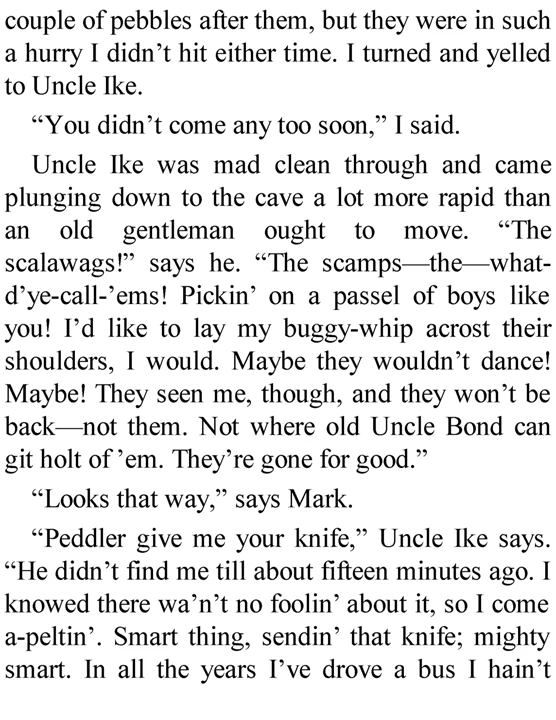 couple of pebbles after them, but they were in such
a hurry I didn’t hit either time. I turned and yelled
to Uncle Ike.
“You didn’t come any too soon,” I said.
Uncle Ike was mad clean through and came
plunging down to the cave a lot more rapid than
an old gentleman ought to move. “The
scalawags!” says he. “The scamps—the—what-
d’ye-call-’ems! Pickin’ on a passel of boys like
you! I’d like to lay my buggy-whip acrost their
shoulders, I would. Maybe they wouldn’t dance!
Maybe! They seen me, though, and they won’t be
back—not them. Not where old Uncle Bond can
git holt of ’em. They’re gone for good.”
“Looks that way,” says Mark.
“Peddler give me your knife,” Uncle Ike says.
“He didn’t find me till about fifteen minutes ago. I
knowed there wa’n’t no foolin’ about it, so I come
a-peltin’. Smart thing, sendin’ that knife; mighty
smart. In all the years I’ve drove a bus I hain’t